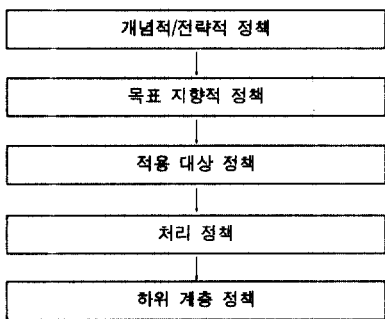 개념적/전략적 정책
목표 지향적 정책
적용 대상 정책
처리 정책
하위 계층 정책